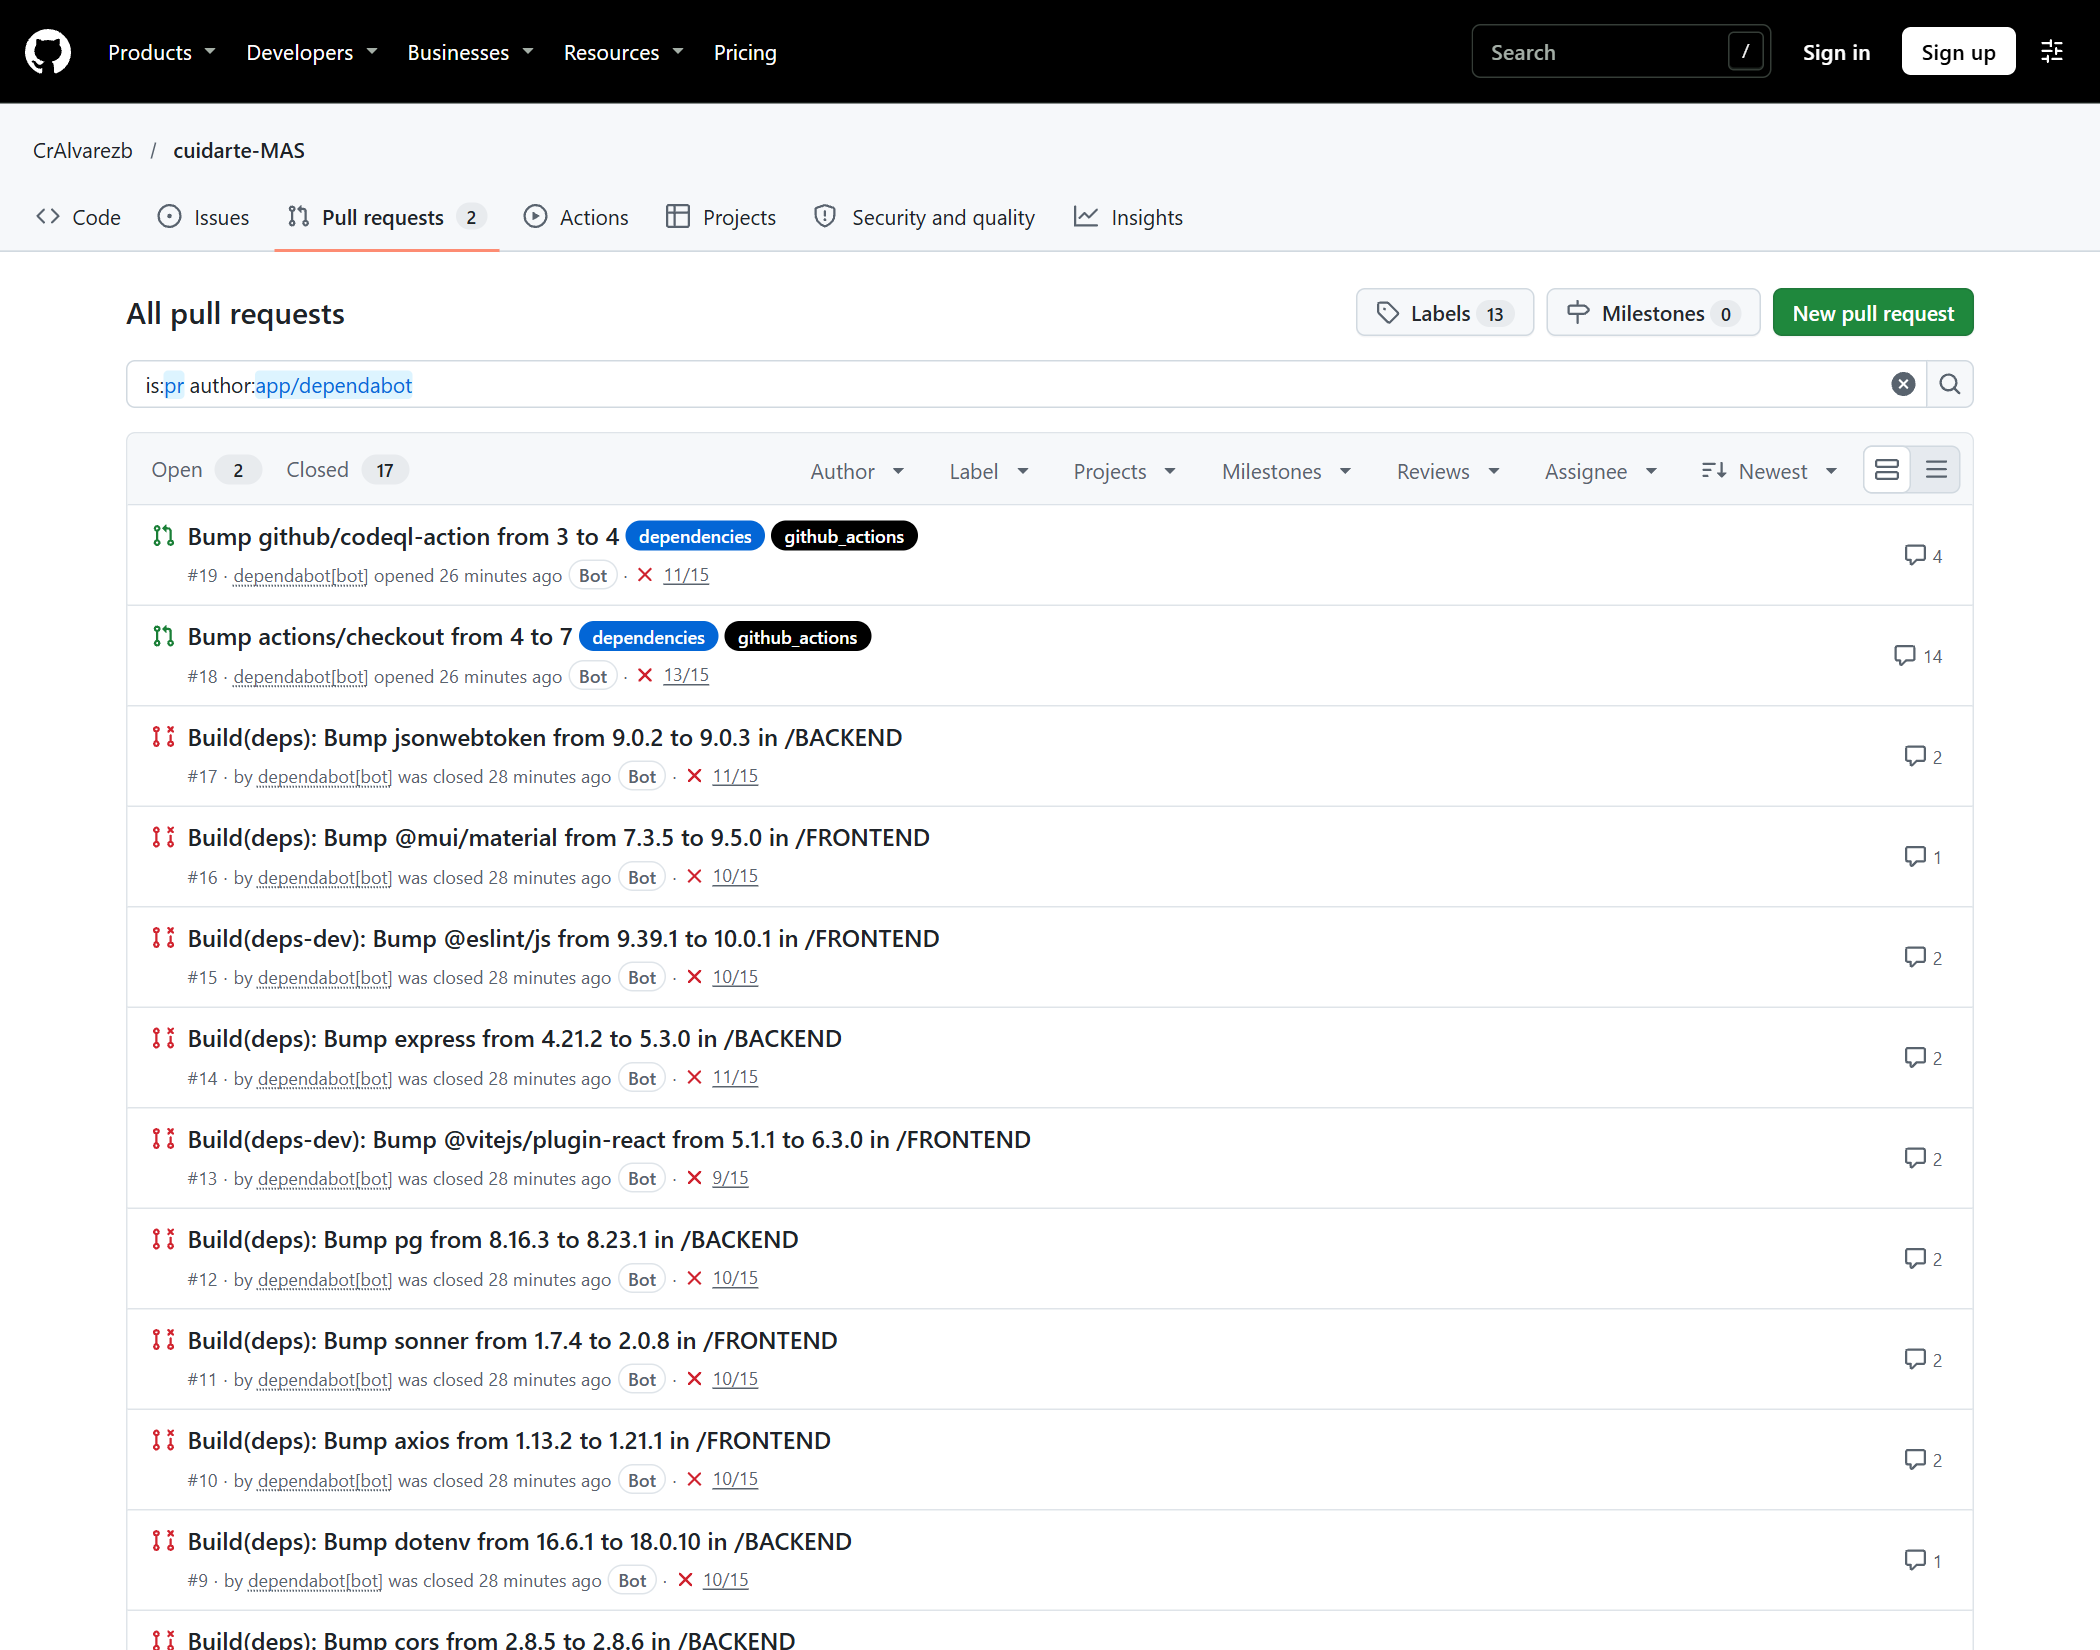 Products Developers Businesses Resources Pricing Search / Sign in Sign up
CrAlvarezb / cuidarte-MAS
Code Issues Pull requests 2 Actions Projects Security and quality Insights
All pull requests Labels 13 Milestones 0 New pull request
is:pr author:app/dependabot
Open 2 Closed 17 Author Label Projects Milestones Reviews Assignee Newest
Bump github/codeql-action from 3 to 4 dependencies github_actions
#19 · dependabot[bot] opened 26 minutes ago Bot · 11/15
4
Bump actions/checkout from 4 to 7 dependencies github_actions
#18 · dependabot[bot] opened 26 minutes ago Bot · 13/15
14
Build(deps): Bump jsonwebtoken from 9.0.2 to 9.0.3 in /BACKEND
#17 · by dependabot[bot] was closed 28 minutes ago Bot · 11/15
2
Build(deps): Bump @mui/material from 7.3.5 to 9.5.0 in /FRONTEND
#16 · by dependabot[bot] was closed 28 minutes ago Bot · 10/15
1
Build(deps-dev): Bump @eslint/js from 9.39.1 to 10.0.1 in /FRONTEND
#15 · by dependabot[bot] was closed 28 minutes ago Bot · 10/15
2
Build(deps): Bump express from 4.21.2 to 5.3.0 in /BACKEND
#14 · by dependabot[bot] was closed 28 minutes ago Bot · 11/15
2
Build(deps-dev): Bump @vitejs/plugin-react from 5.1.1 to 6.3.0 in /FRONTEND
#13 · by dependabot[bot] was closed 28 minutes ago Bot · 9/15
2
Build(deps): Bump pg from 8.16.3 to 8.23.1 in /BACKEND
#12 · by dependabot[bot] was closed 28 minutes ago Bot · 10/15
2
Build(deps): Bump sonner from 1.7.4 to 2.0.8 in /FRONTEND
#11 · by dependabot[bot] was closed 28 minutes ago Bot · 10/15
2
Build(deps): Bump axios from 1.13.2 to 1.21.1 in /FRONTEND
#10 · by dependabot[bot] was closed 28 minutes ago Bot · 10/15
2
Build(deps): Bump dotenv from 16.6.1 to 18.0.10 in /BACKEND
#9 · by dependabot[bot] was closed 28 minutes ago Bot · 10/15
1
Build(deps): Bump cors from 2.8.5 to 2.8.6 in /BACKEND